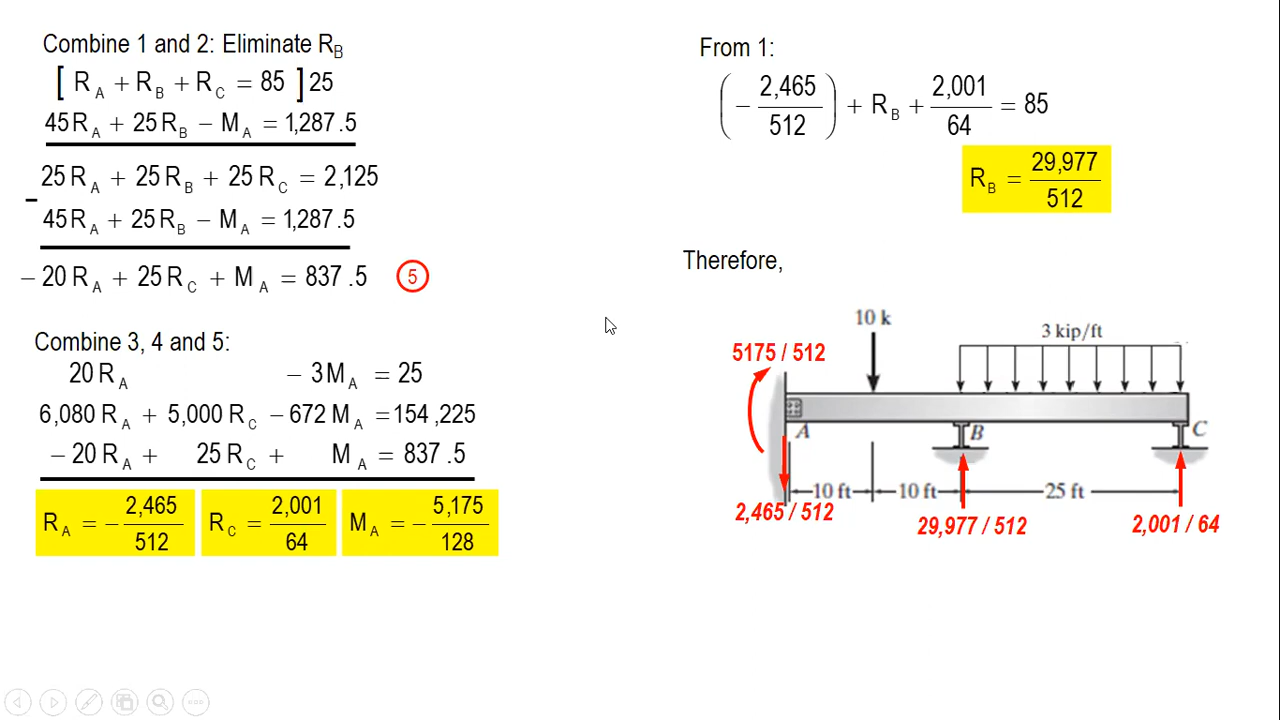 Combine 1 and 2: Eliminate R_B
[ R_A + R_B + R_C = 85 ] 25
45R_A + 25R_B − M_A = 1,287.5
25R_A + 25R_B + 25R_C = 2,125
−
45R_A + 25R_B − M_A = 1,287.5
− 20R_A + 25R_C + M_A = 837.5 5
Combine 3, 4 and 5:
20R_A − 3M_A = 25
6,080R_A + 5,000R_C − 672M_A = 154,225
− 20R_A + 25R_C + M_A = 837.5
R_A = − 2,465/512 R_C = 2,001/64 M_A = − 5,175/128
From 1:
(− 2,465/512) + R_B + 2,001/64 = 85
R_B = 29,977/512
Therefore,
10 k
3 kip/ft
5175 / 512
A B C
10 ft 10 ft 25 ft
2,465 / 512 29,977 / 512 2,001 / 64